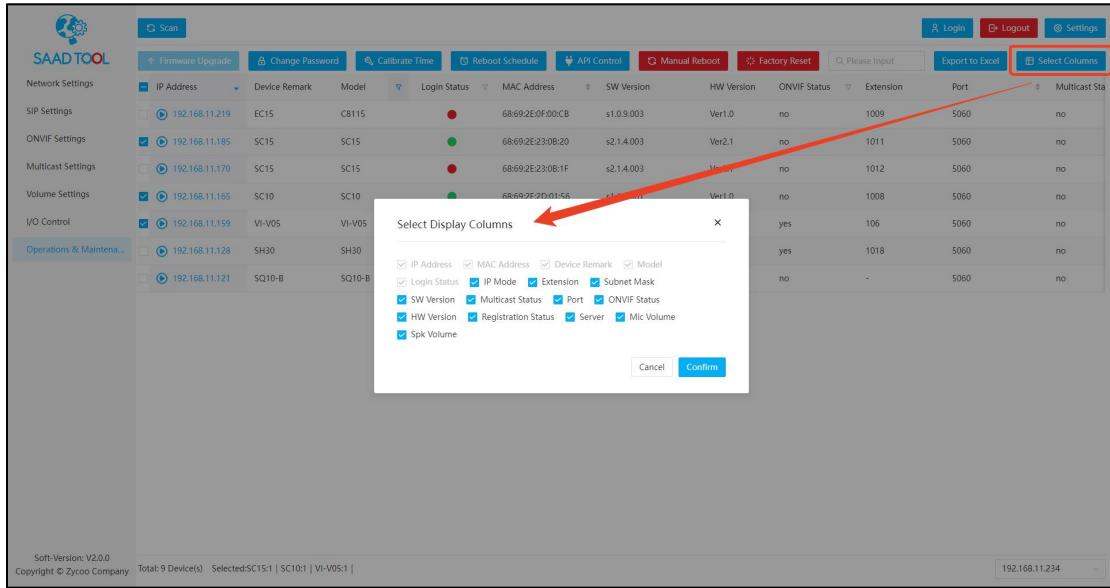 Scan
Login
Logout
Settings
SAAD TOOL
Firmware Upgrade
Change Password
Calibrate Time
Reboot Schedule
API Control
Manual Reboot
Factory Reset
Please Input
Export to Excel
Select Columns
Network Settings
SIP Settings
ONVIF Settings
Multicast Settings
Volume Settings
I/O Control
Operations & Maintena...
IP Address Device Remark Model Login Status MAC Address SW Version HW Version ONVIF Status Extension Port Multicast Sta
192.168.11.219 EC15 C8115 68:69:2E:0F:00:CB s1.0.9.003 Ver1.0 no 1009 5060 no
192.168.11.185 SC15 SC15 68:69:2E:23:0B:20 s2.1.4.003 Ver2.1 no 1011 5060 no
192.168.11.170 SC15 SC15 68:69:2E:23:0B:1F s2.1.4.003 no 1012 5060 no
192.168.11.165 SC10 SC10 68:69:2E:2D:01:56 Ver1.0 no 1008 5060 no
192.168.11.159 VI-V05 VI-V05 yes 106 5060 no
192.168.11.128 SH30 SH30 yes 1018 5060 no
192.168.11.121 SQ10-B SQ10-B no - 5060 no
Select Display Columns
IP Address MAC Address Device Remark Model
Login Status IP Mode Extension Subnet Mask
SW Version Multicast Status Port ONVIF Status
HW Version Registration Status Server Mic Volume
Spk Volume
Cancel Confirm
Soft-Version: V2.0.0
Copyright © Zycoo Company
Total: 9 Device(s) Selected:SC15:1 | SC10:1 | VI-V05:1 |
192.168.11.234